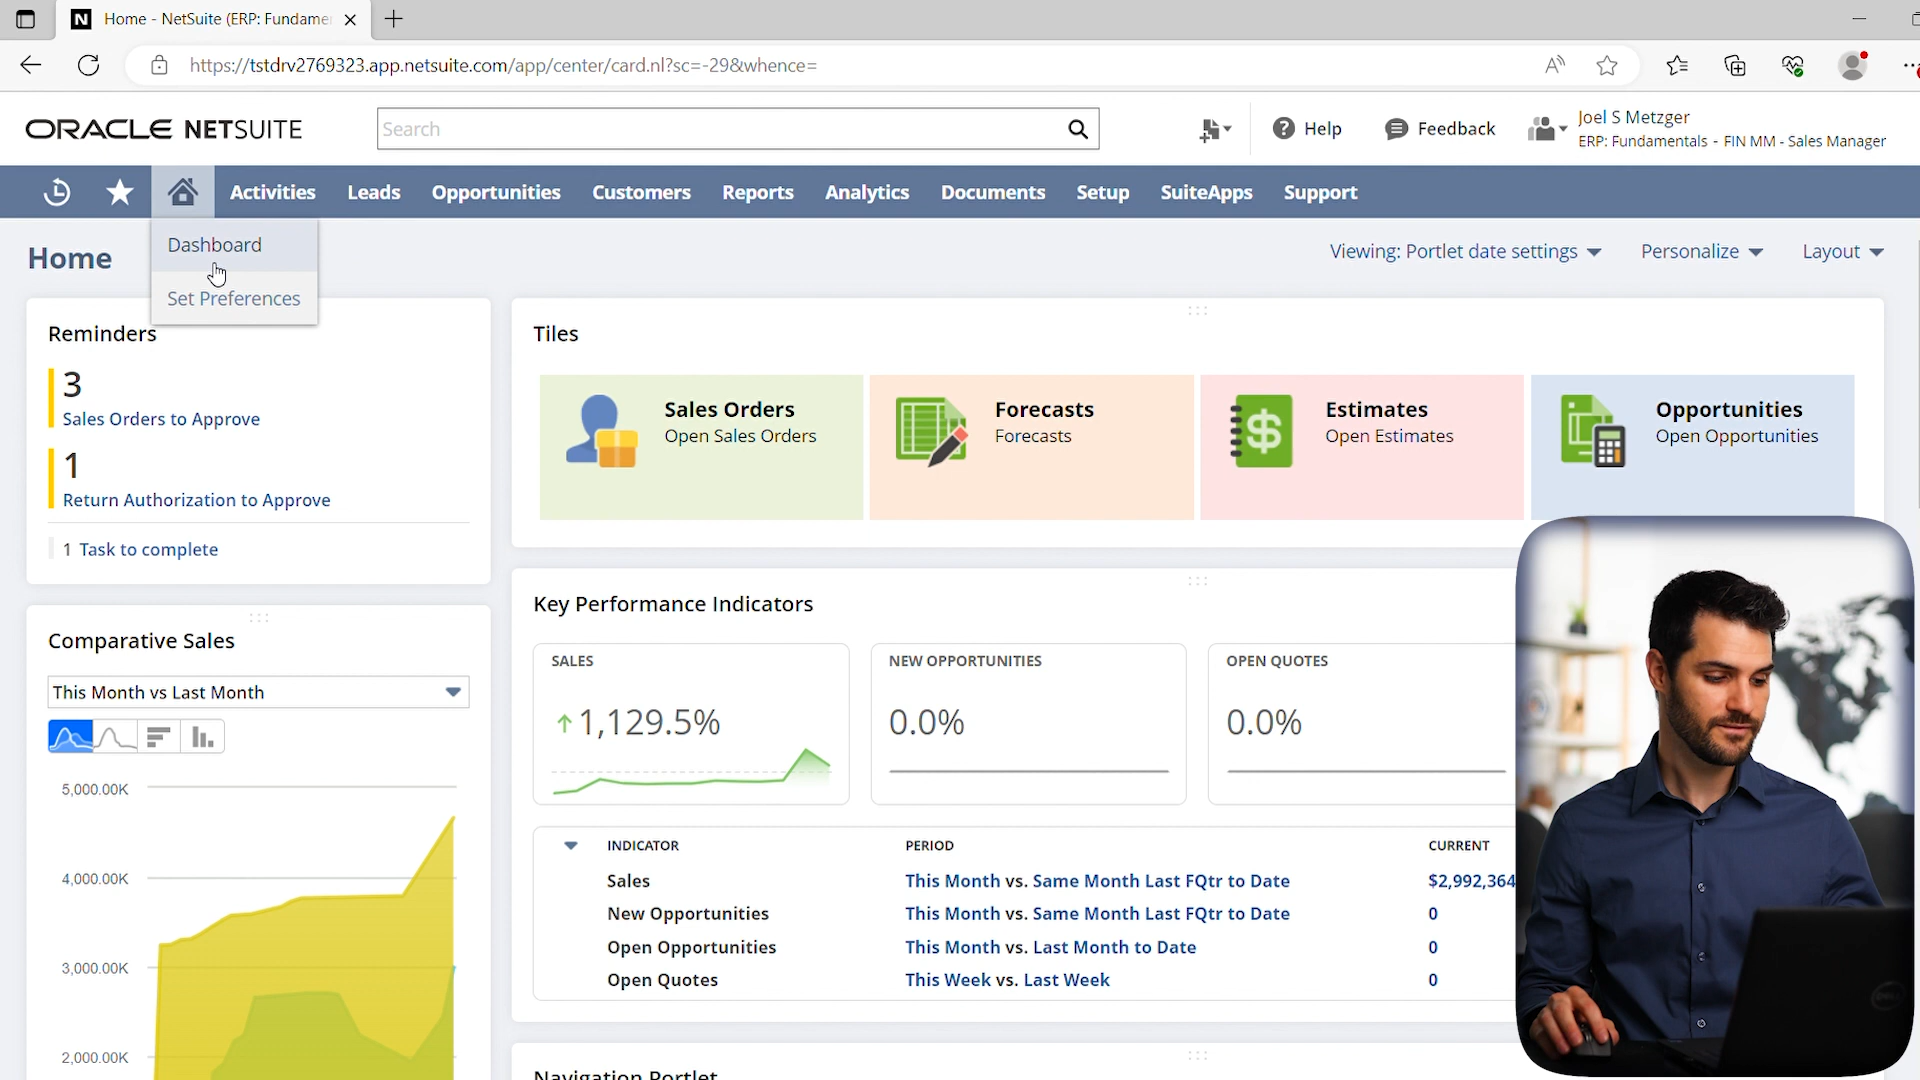 Home - NetSuite (ERP: Fundame
https://tstdrv2769323.app.netsuite.com/app/center/card.nl?sc=-29&whence=
ORACLE NETSUITE
Search
Help
Feedback
Joel S Metzger
ERP: Fundamentals - FIN MM - Sales Manager
Activities
Leads
Opportunities
Customers
Reports
Analytics
Documents
Setup
SuiteApps
Support
Home
Dashboard
Set Preferences
Viewing: Portlet date settings
Personalize
Layout
Reminders
3
Sales Orders to Approve
1
Return Authorization to Approve
1 Task to complete
Tiles
Sales Orders
Open Sales Orders
Forecasts
Forecasts
Estimates
Open Estimates
Opportunities
Open Opportunities
Comparative Sales
This Month vs Last Month
5,000.00K
4,000.00K
3,000.00K
2,000.00K
Key Performance Indicators
SALES
1,129.5%
NEW OPPORTUNITIES
0.0%
OPEN QUOTES
0.0%
INDICATOR PERIOD CURRENT
Sales This Month vs. Same Month Last FQtr to Date $2,992,364
New Opportunities This Month vs. Same Month Last FQtr to Date 0
Open Opportunities This Month vs. Last Month to Date 0
Open Quotes This Week vs. Last Week 0
Navigation Portlet